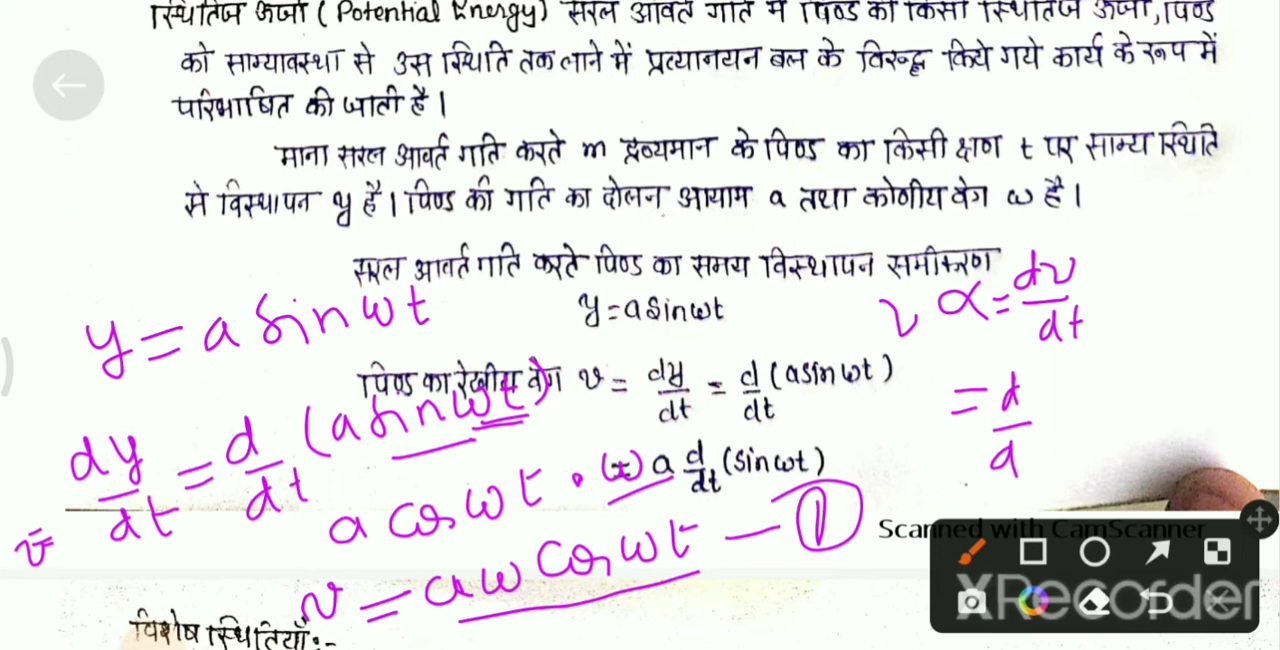 स्थितिज ऊर्जा ( Potential Energy) सरल आवर्त गति में पिण्ड की किसी स्थितिज ऊर्जा, पिण्ड
को साम्यावस्था से उस स्थिति तक लाने में प्रत्यानयन बल के विरूद्ध किये गये कार्य के रूप में
परिभाषित की जाती है।
माना सरल आवर्त गति करते m द्रव्यमान के पिण्ड का किसी क्षण t पर साम्य स्थिति
से विस्थापन y है। पिण्ड की गति का दोलन आयाम a तथा कोणीय वेग ω है।
सरल आवर्त गति करते पिण्ड का समय विस्थापन समीकरण
y = a sin ωt
y = a sin ωt
α = dv/dt
पिण्ड का रेखीय वेग v = dy/dt = d/dt (a sin ωt)
= d/d
dy/dt = d/dt (a sin ωt)
a d/dt (sin ωt)
v = a cos ωt . (ω)
v = aω cos ωt — ①
Scanned with CamScanner
XRecorder
विशेष स्थितियाँ:-